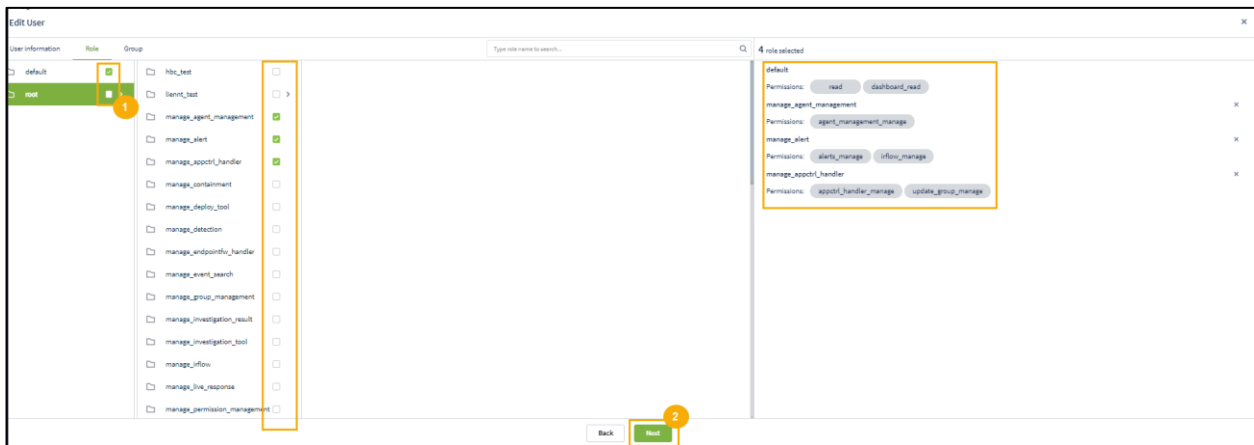 Edit User
User information Role Group
Type role name to search...
4 role selected
default
root
1
hbc_test
liennt_test
manage_agent_management
manage_alert
manage_appctrl_handler
manage_containment
manage_deploy_tool
manage_detection
manage_endpointfw_handler
manage_event_search
manage_group_management
manage_investigation_result
manage_investigation_tool
manage_irflow
manage_live_response
manage_permission_management
default
Permissions: read dashboard_read
manage_agent_management
Permissions: agent_management_manage
manage_alert
Permissions: alerts_manage irflow_manage
manage_appctrl_handler
Permissions: appctrl_handler_manage update_group_manage
2
Back Next